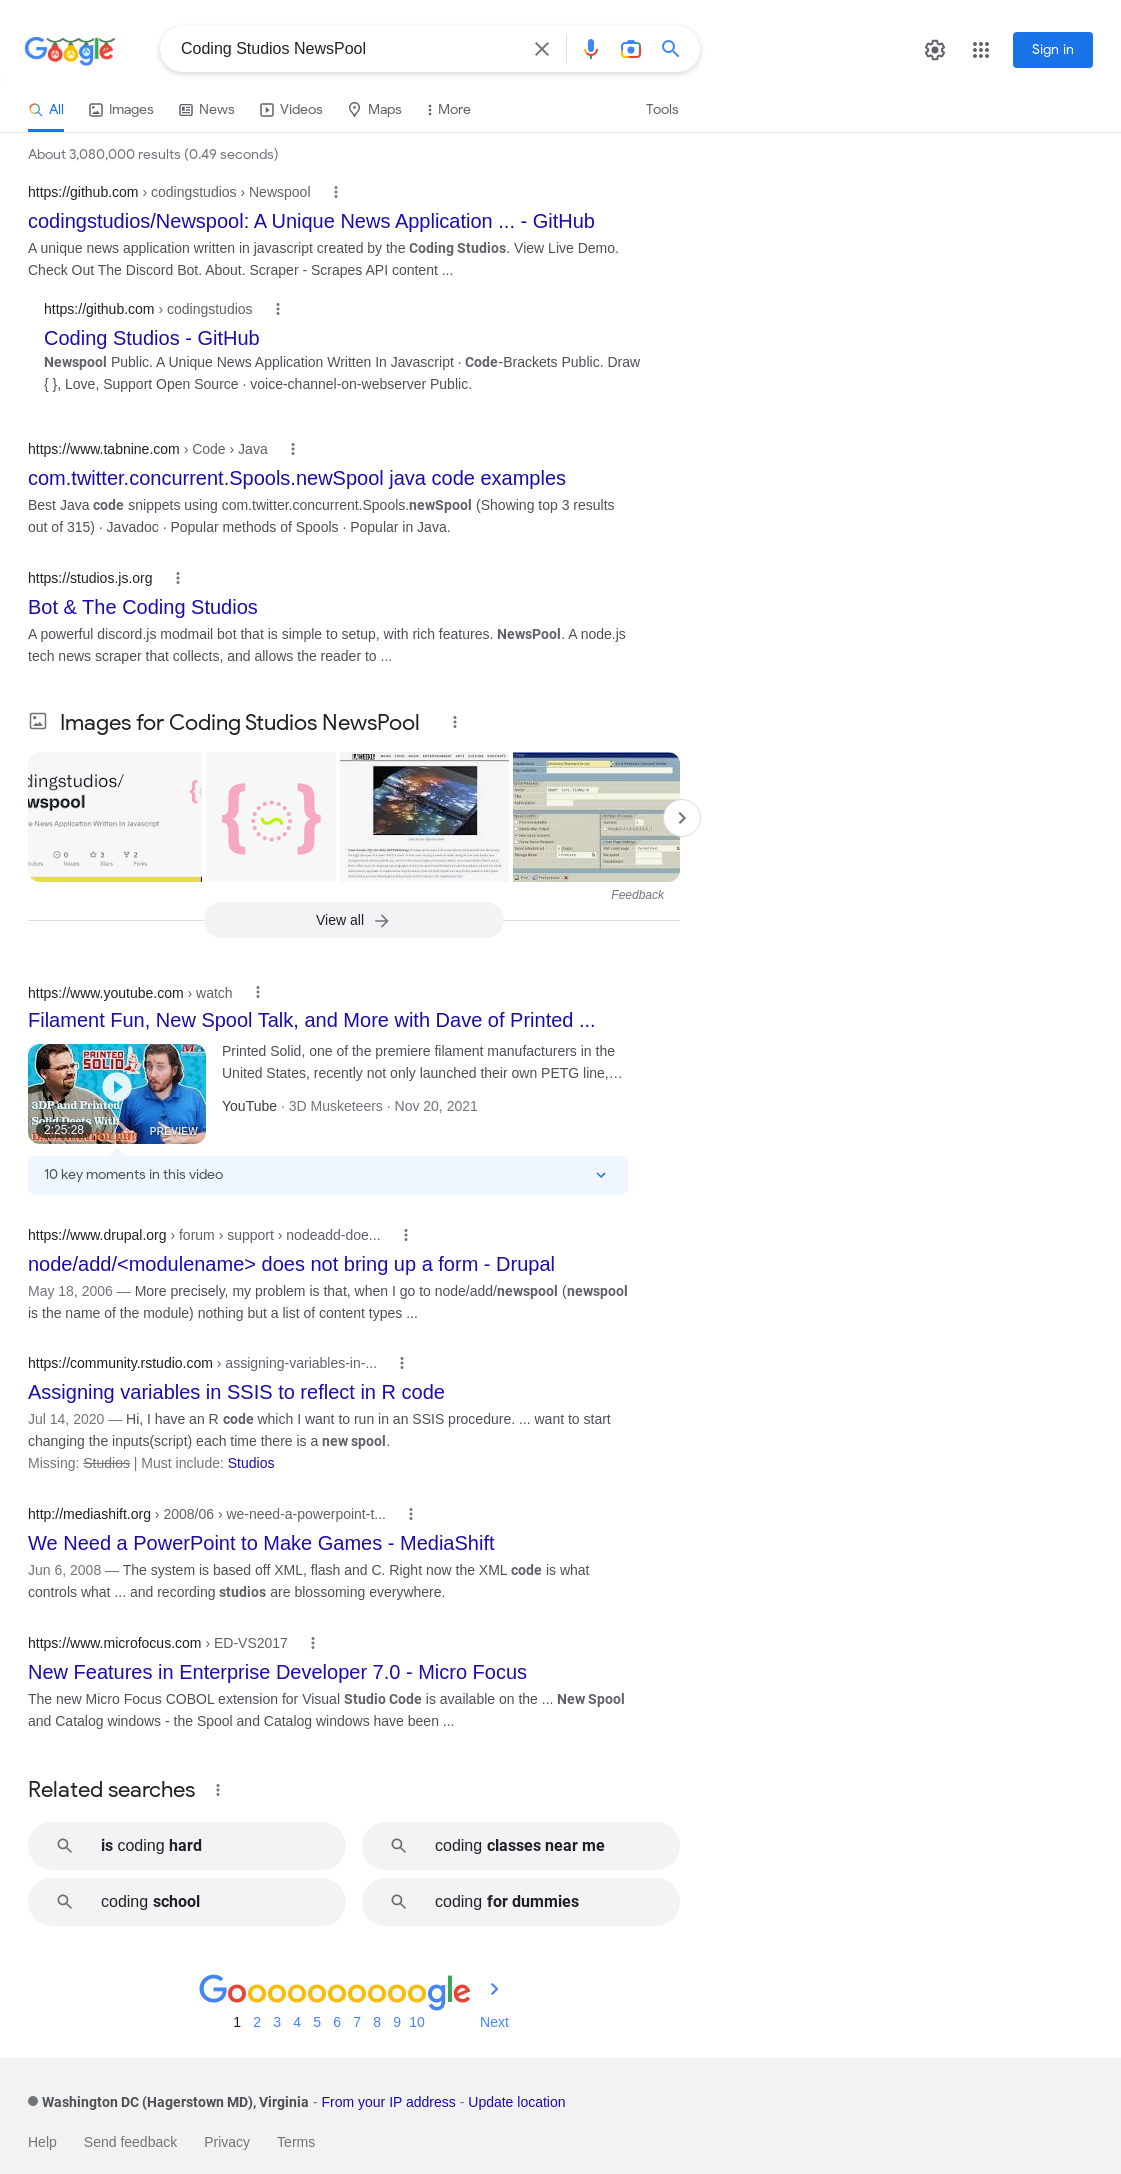 Google
Coding Studios NewsPool
Sign in
All
Images
News
Videos
Maps
More
Tools
About 3,080,000 results (0.49 seconds)
https://github.com › codingstudios › Newspool
codingstudios/Newspool: A Unique News Application ... - GitHub
A unique news application written in javascript created by the Coding Studios. View Live Demo.
Check Out The Discord Bot. About. Scraper - Scrapes API content ...
https://github.com › codingstudios
Coding Studios - GitHub
Newspool Public. A Unique News Application Written In Javascript · Code-Brackets Public. Draw
{ }, Love, Support Open Source · voice-channel-on-webserver Public.
https://www.tabnine.com › Code › Java
com.twitter.concurrent.Spools.newSpool java code examples
Best Java code snippets using com.twitter.concurrent.Spools.newSpool (Showing top 3 results
out of 315) · Javadoc · Popular methods of Spools · Popular in Java.
https://studios.js.org
Bot & The Coding Studios
A powerful discord.js modmail bot that is simple to setup, with rich features. NewsPool. A node.js
tech news scraper that collects, and allows the reader to ...
Images for Coding Studios NewsPool
dingstudios/
wspool
e News Application Written In Javascript
0
3
2
utors
Issues
Stars
Forks
Feedback
View all
https://www.youtube.com › watch
Filament Fun, New Spool Talk, and More with Dave of Printed ...
PRINTED
SOLID
3DP and Printed
Solid Deets With
2:25:28
PREVIEW
Printed Solid, one of the premiere filament manufacturers in the
United States, recently not only launched their own PETG line,...
YouTube · 3D Musketeers · Nov 20, 2021
10 key moments in this video
https://www.drupal.org › forum › support › nodeadd-doe...
node/add/<modulename> does not bring up a form - Drupal
May 18, 2006 — More precisely, my problem is that, when I go to node/add/newspool (newspool
is the name of the module) nothing but a list of content types ...
https://community.rstudio.com › assigning-variables-in-...
Assigning variables in SSIS to reflect in R code
Jul 14, 2020 — Hi, I have an R code which I want to run in an SSIS procedure. ... want to start
changing the inputs(script) each time there is a new spool.
Missing: Studios | Must include: Studios
http://mediashift.org › 2008/06 › we-need-a-powerpoint-t...
We Need a PowerPoint to Make Games - MediaShift
Jun 6, 2008 — The system is based off XML, flash and C. Right now the XML code is what
controls what ... and recording studios are blossoming everywhere.
https://www.microfocus.com › ED-VS2017
New Features in Enterprise Developer 7.0 - Micro Focus
The new Micro Focus COBOL extension for Visual Studio Code is available on the ... New Spool
and Catalog windows - the Spool and Catalog windows have been ...
Related searches
is coding hard
coding classes near me
coding school
coding for dummies
Goooooooooogle
1 2 3 4 5 6 7 8 9 10 Next
Washington DC (Hagerstown MD), Virginia - From your IP address - Update location
Help Send feedback Privacy Terms